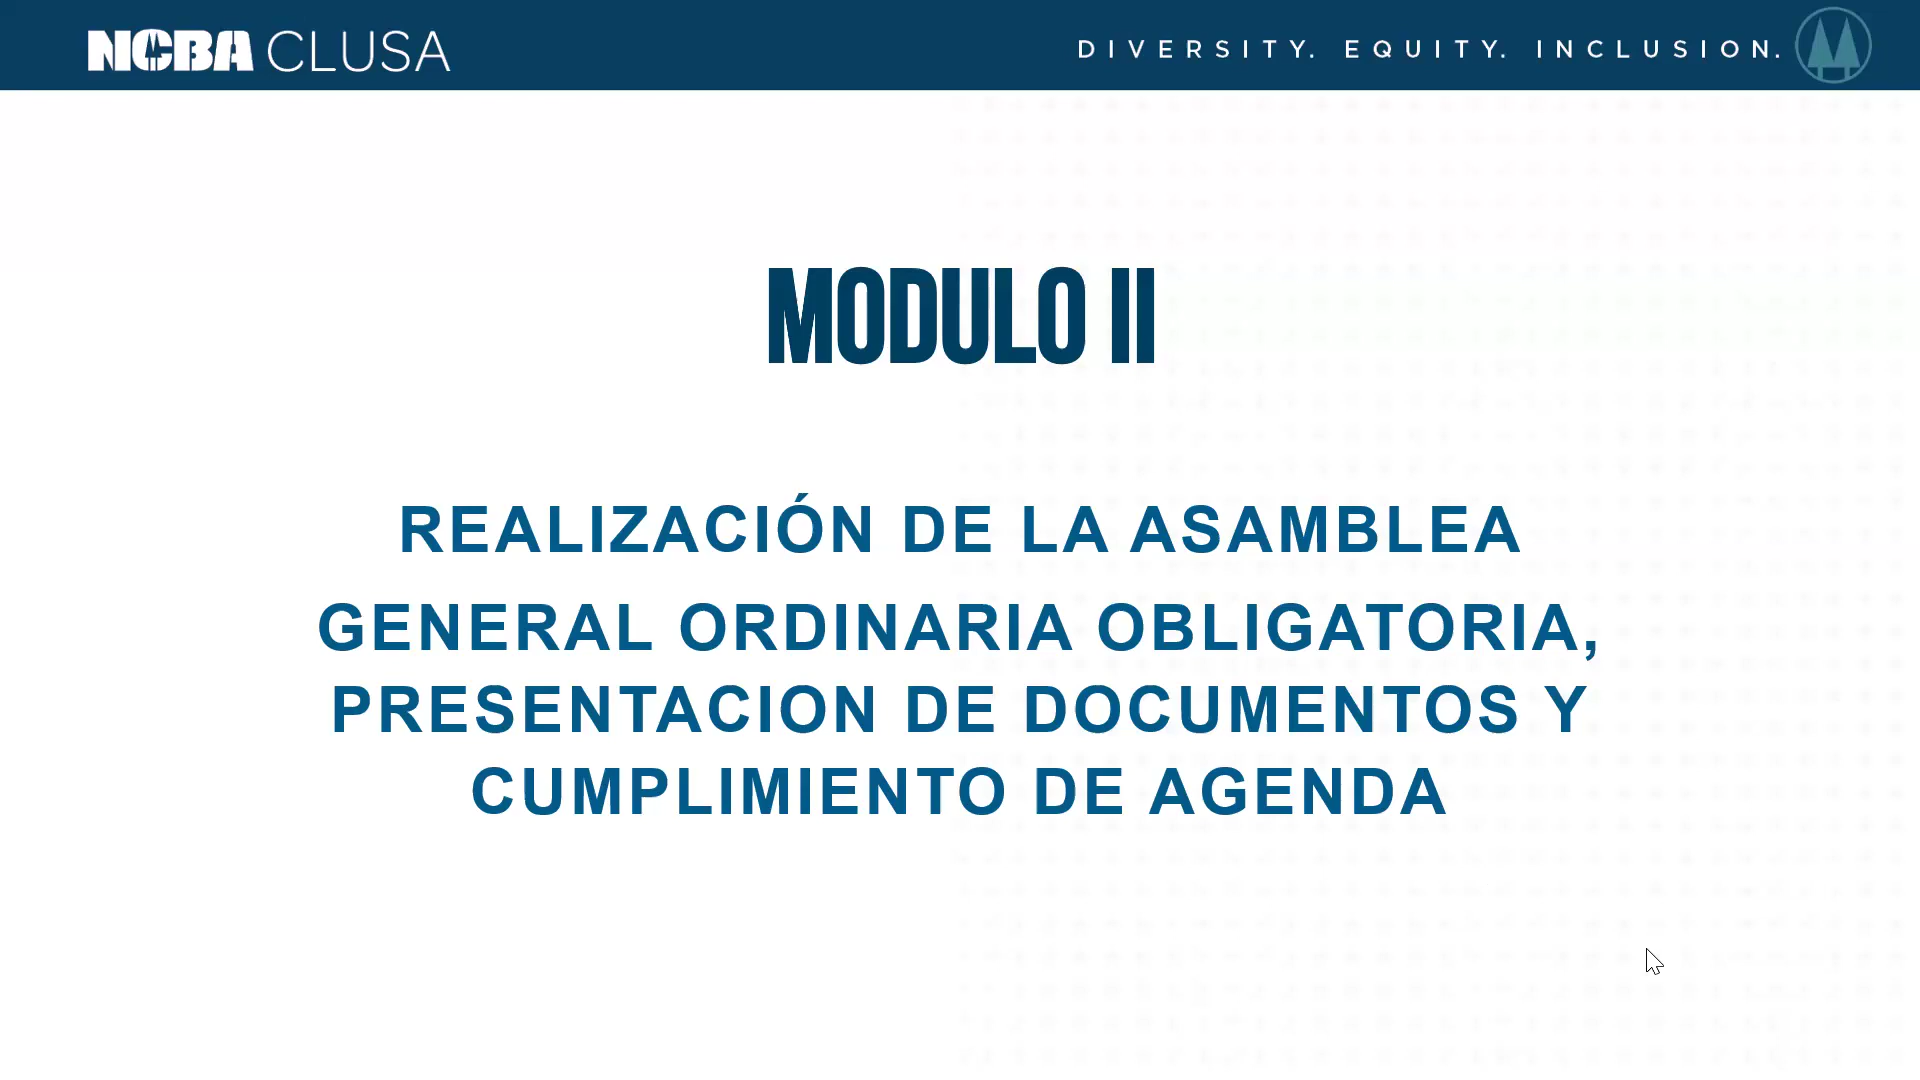 NCBA CLUSA
DIVERSITY. EQUITY. INCLUSION.
MODULO II
REALIZACIÓN DE LA ASAMBLEA
GENERAL ORDINARIA OBLIGATORIA,
PRESENTACION DE DOCUMENTOS Y
CUMPLIMIENTO DE AGENDA